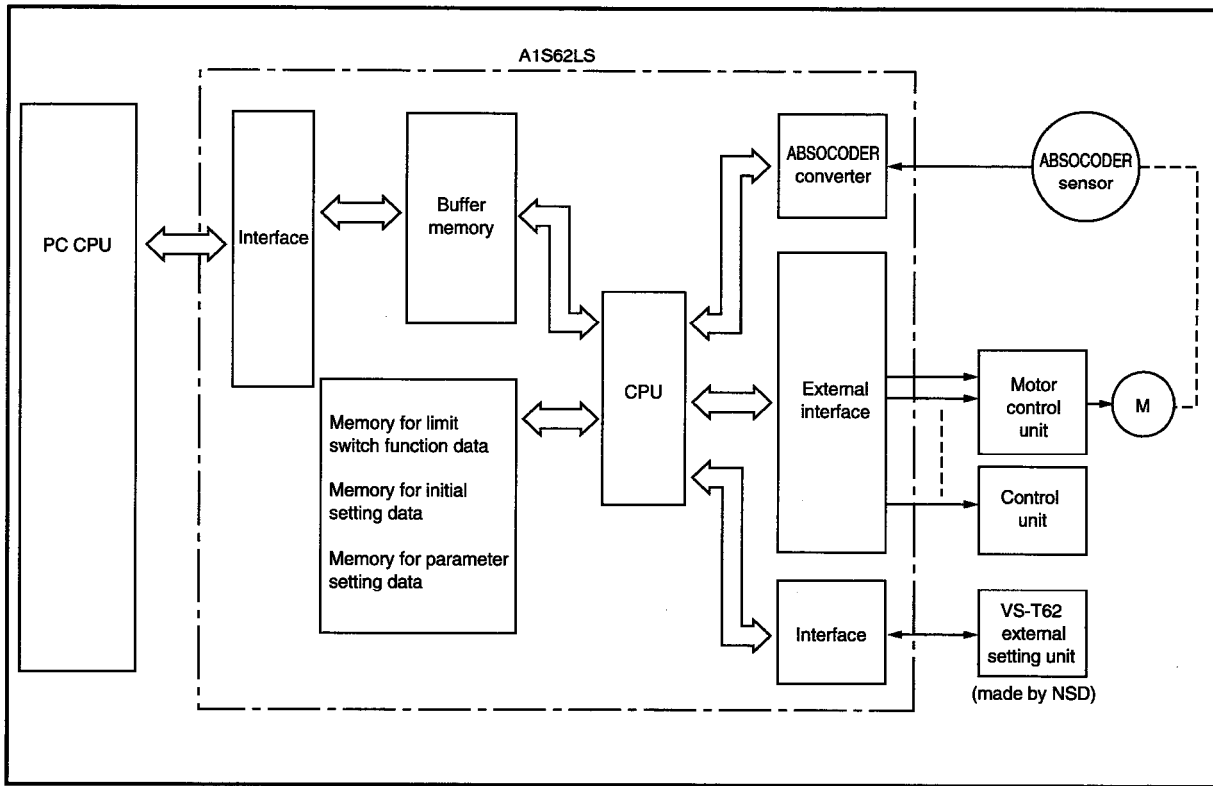 A1S62LS
PC CPU
Interface
Buffer
memory
Memory for limit
switch function data
Memory for initial
setting data
Memory for parameter
setting data
CPU
ABSOCODER
converter
External
interface
Interface
ABSOCODER
sensor
Motor
control
unit
M
Control
unit
VS-T62
external
setting unit
(made by NSD)